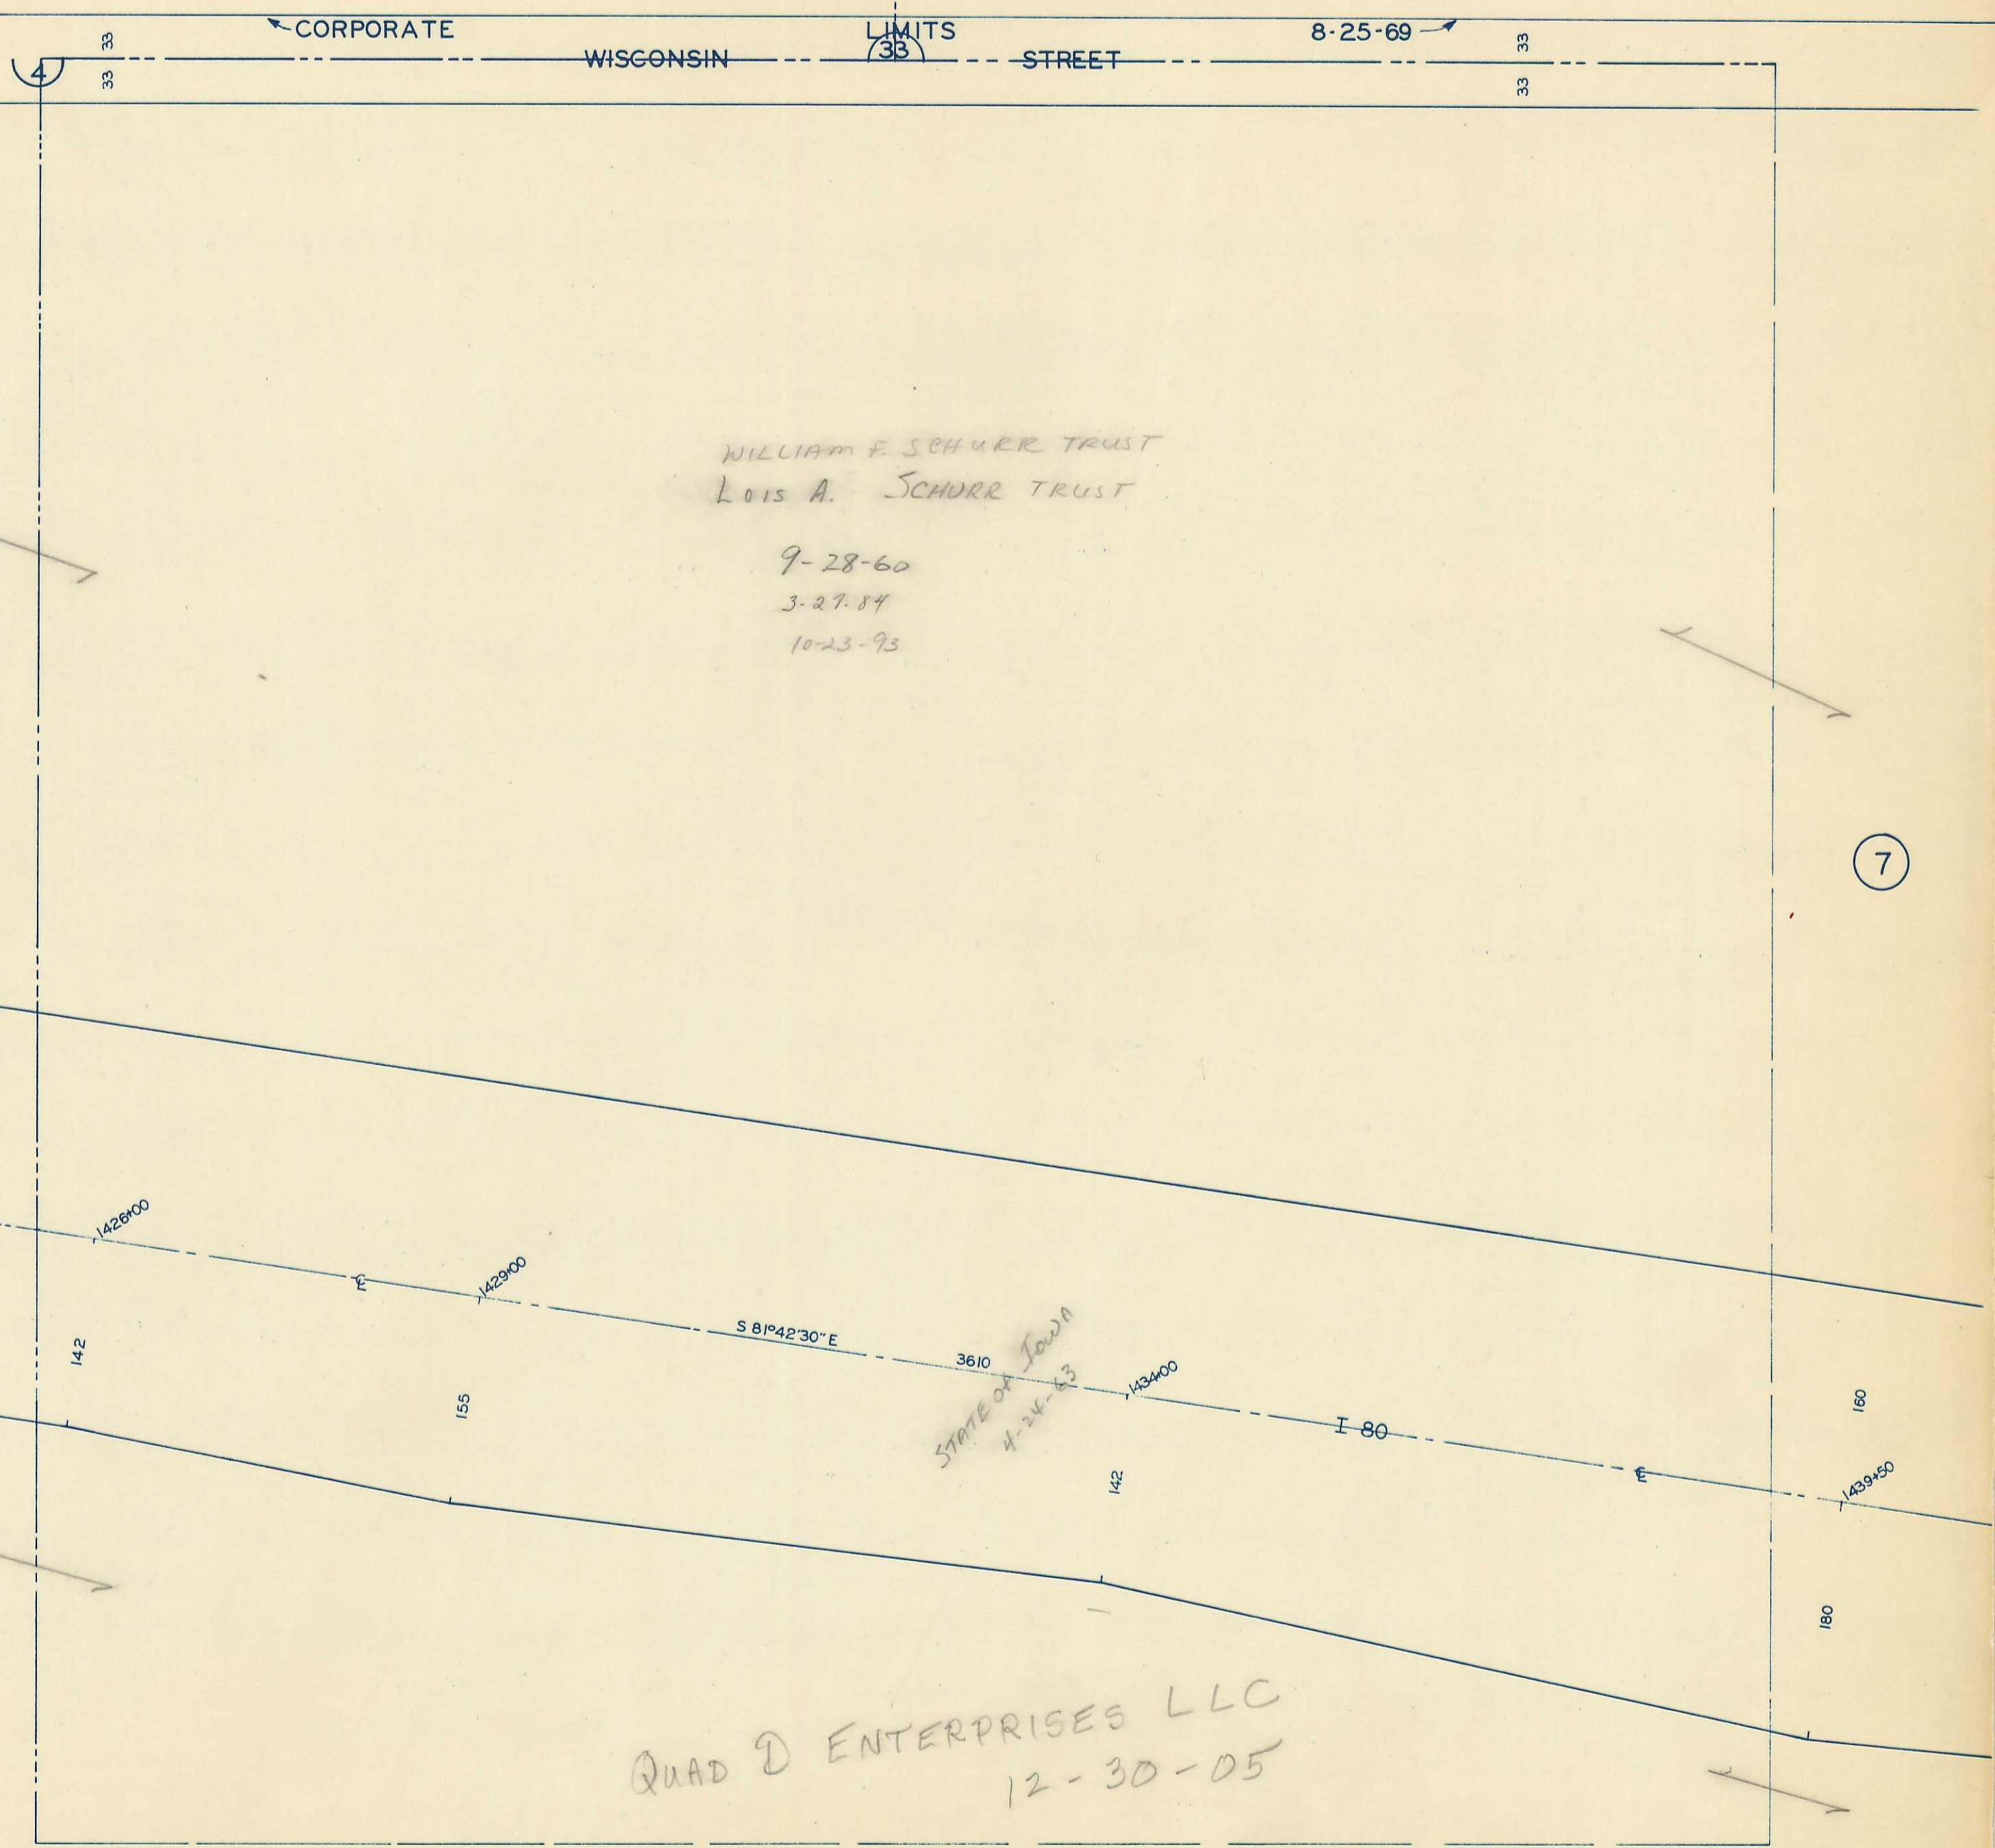 CORPORATE LIMITS 8-25-69
33
33
33
33
4
WISCONSIN 33 STREET
WILLIAM F. SCHURR TRUST
LOIS A. SCHURR TRUST
9-28-60
3-27-84
10-23-93
7
1426+00
℄
1429+00
S 81°42'30" E
3610
1434+00
I 80
℄
1439+50
142
155
STATE OF IOWA
4-24-63
142
160
180
QUAD D ENTERPRISES LLC
12-30-05